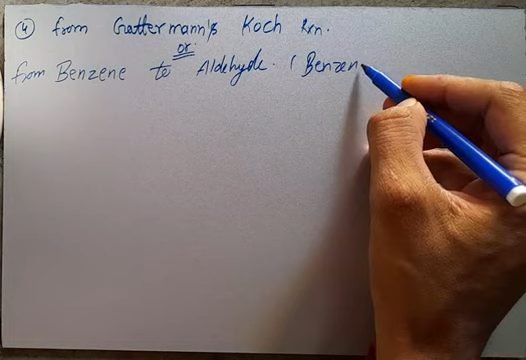 ④ from Gattermann's Koch Rxn.
or
from Benzene to Aldehyde. ( Benzen